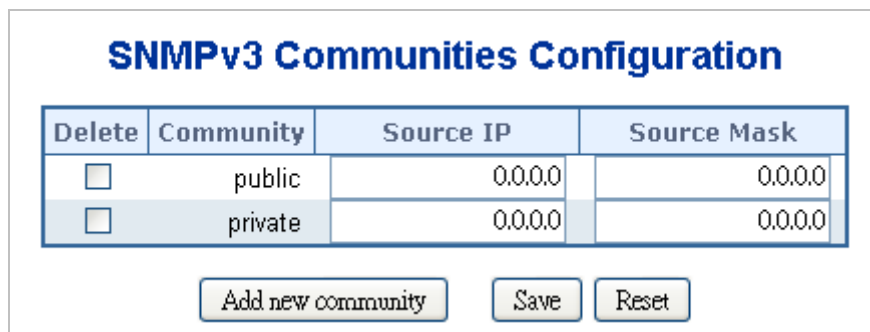 SNMPv3 Communities Configuration
Delete Community Source IP Source Mask
public 0.0.0.0 0.0.0.0
private 0.0.0.0 0.0.0.0
Add new community Save Reset